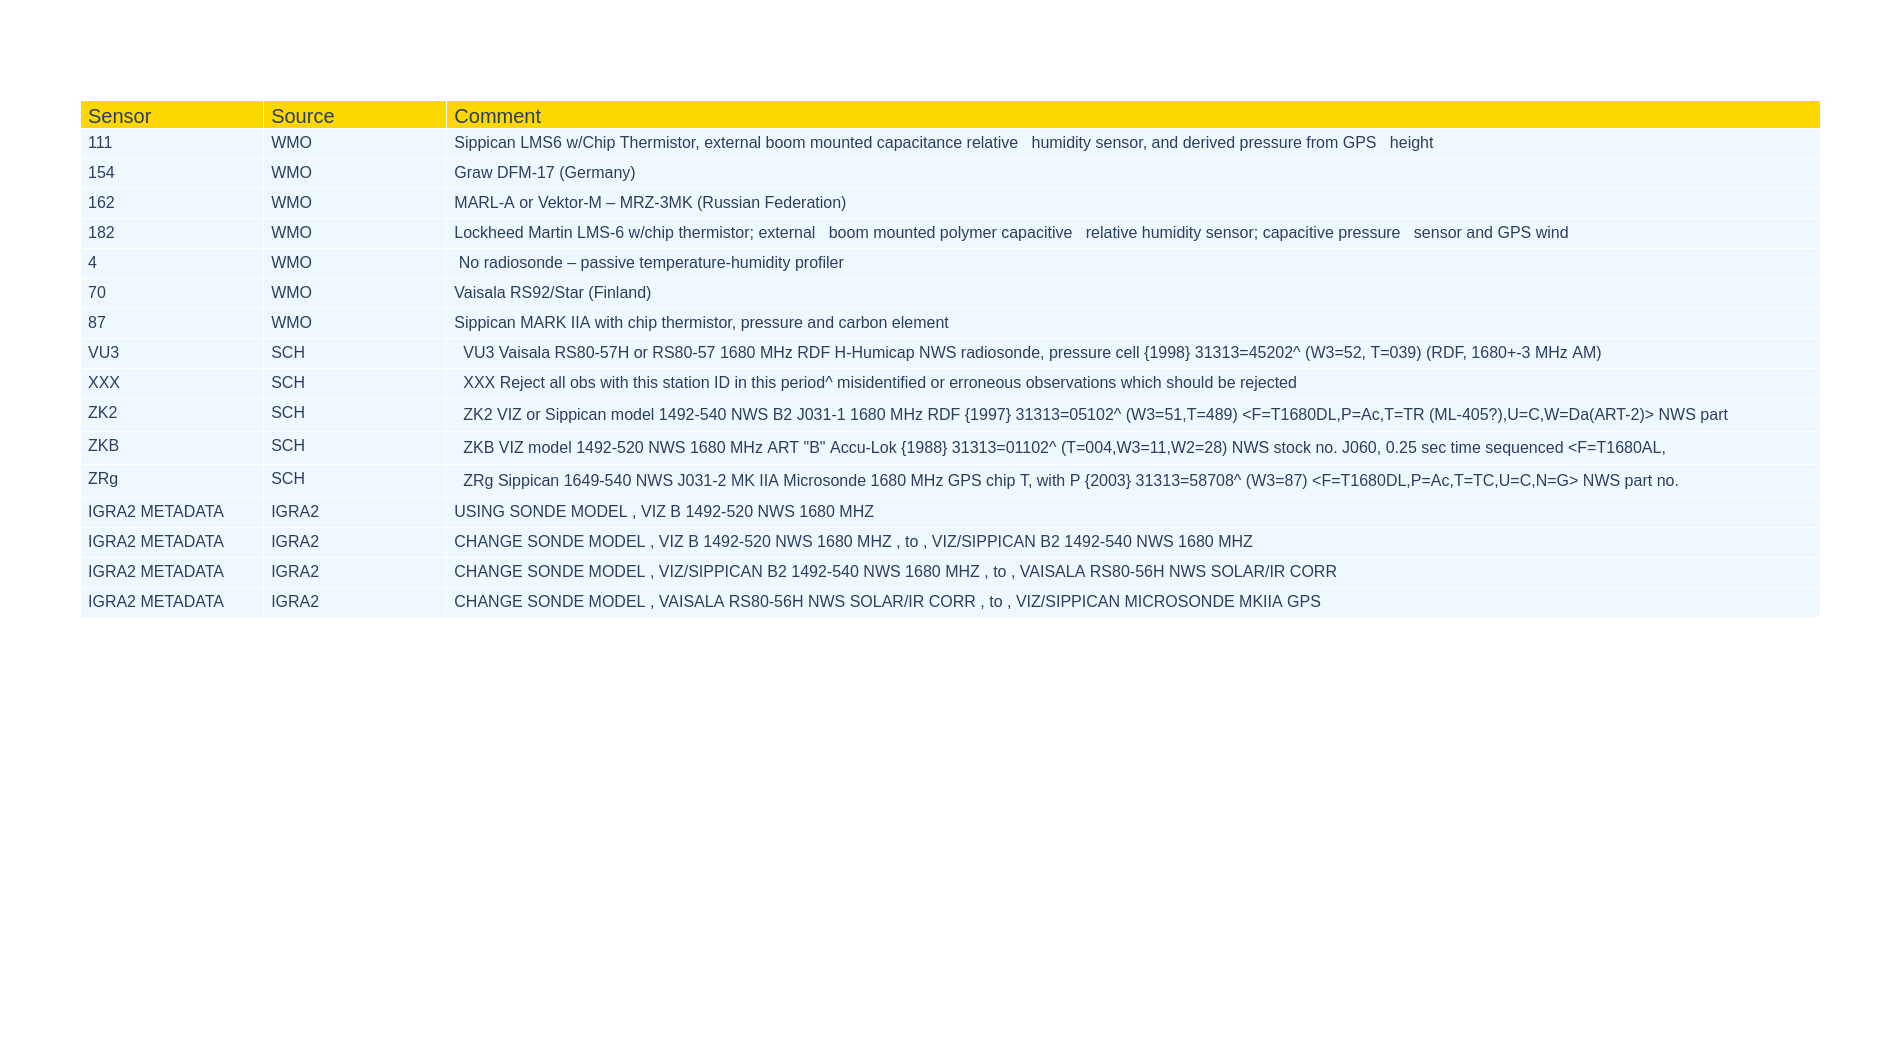 Sensor Source Comment
111 WMO Sippican LMS6 w/Chip Thermistor, external boom mounted capacitance relative   humidity sensor, and derived pressure from GPS   height
154 WMO Graw DFM-17 (Germany)
162 WMO MARL-A or Vektor-M – MRZ-3MK (Russian Federation)
182 WMO Lockheed Martin LMS-6 w/chip thermistor; external   boom mounted polymer capacitive   relative humidity sensor; capacitive pressure   sensor and GPS wind
4 WMO No radiosonde – passive temperature-humidity profiler
70 WMO Vaisala RS92/Star (Finland)
87 WMO Sippican MARK IIA with chip thermistor, pressure and carbon element
VU3 SCH VU3 Vaisala RS80-57H or RS80-57 1680 MHz RDF H-Humicap NWS radiosonde, pressure cell {1998} 31313=45202^ (W3=52, T=039) (RDF, 1680+-3 MHz AM)
XXX SCH XXX Reject all obs with this station ID in this period^ misidentified or erroneous observations which should be rejected
ZK2 SCH ZK2 VIZ or Sippican model 1492-540 NWS B2 J031-1 1680 MHz RDF {1997} 31313=05102^ (W3=51,T=489) <F=T1680DL,P=Ac,T=TR (ML-405?),U=C,W=Da(ART-2)> NWS part
ZKB SCH ZKB VIZ model 1492-520 NWS 1680 MHz ART "B" Accu-Lok {1988} 31313=01102^ (T=004,W3=11,W2=28) NWS stock no. J060, 0.25 sec time sequenced <F=T1680AL,
ZRg SCH ZRg Sippican 1649-540 NWS J031-2 MK IIA Microsonde 1680 MHz GPS chip T, with P {2003} 31313=58708^ (W3=87) <F=T1680DL,P=Ac,T=TC,U=C,N=G> NWS part no.
IGRA2 METADATA IGRA2 USING SONDE MODEL , VIZ B 1492-520 NWS 1680 MHZ
IGRA2 METADATA IGRA2 CHANGE SONDE MODEL , VIZ B 1492-520 NWS 1680 MHZ , to , VIZ/SIPPICAN B2 1492-540 NWS 1680 MHZ
IGRA2 METADATA IGRA2 CHANGE SONDE MODEL , VIZ/SIPPICAN B2 1492-540 NWS 1680 MHZ , to , VAISALA RS80-56H NWS SOLAR/IR CORR
IGRA2 METADATA IGRA2 CHANGE SONDE MODEL , VAISALA RS80-56H NWS SOLAR/IR CORR , to , VIZ/SIPPICAN MICROSONDE MKIIA GPS